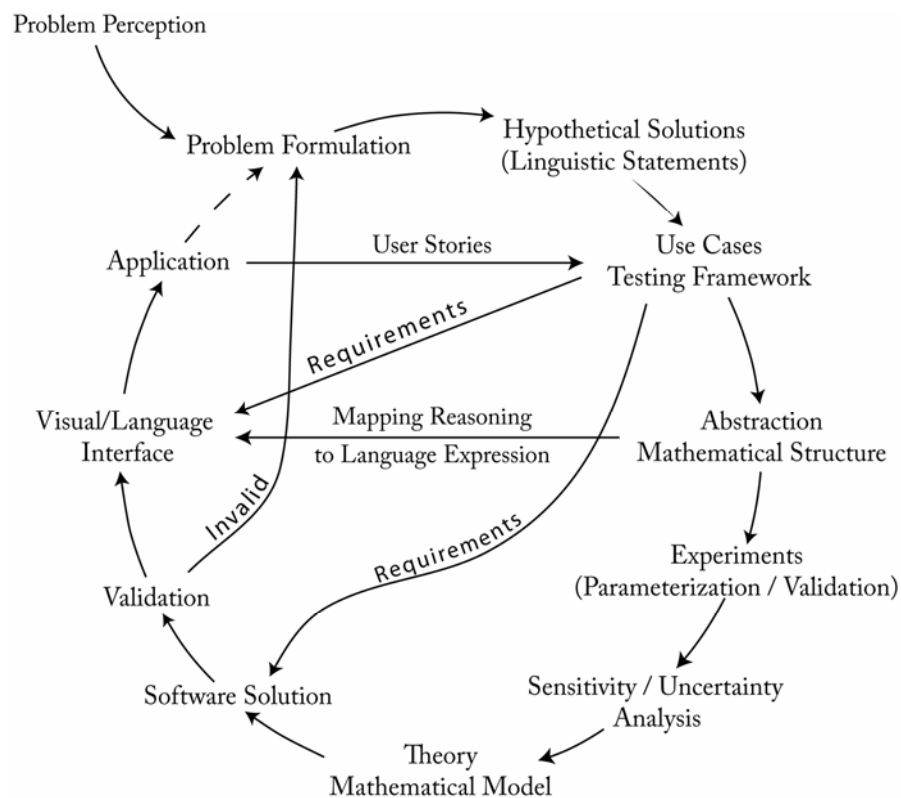 Problem Perception
Problem Formulation
Hypothetical Solutions
(Linguistic Statements)
Application
User Stories
Use Cases
Testing Framework
Requirements
Visual/Language
Interface
Mapping Reasoning
to Language Expression
Abstraction
Mathematical Structure
Invalid
Requirements
Experiments
(Parameterization / Validation)
Validation
Software Solution
Sensitivity / Uncertainty
Analysis
Theory
Mathematical Model